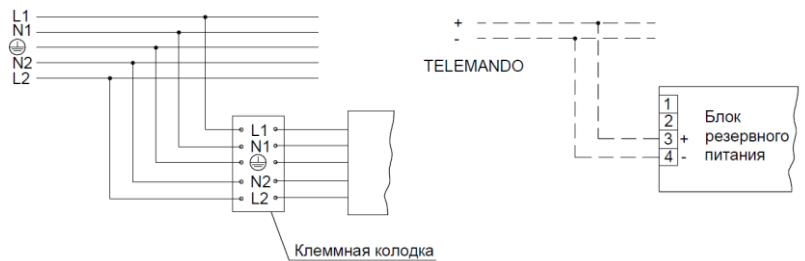 L1
N1
N2
L2
L1
N1
N2
L2
Клеммная колодка
+
-
TELEMANDO
1
2
3 +
4 -
Блок
резервного
питания